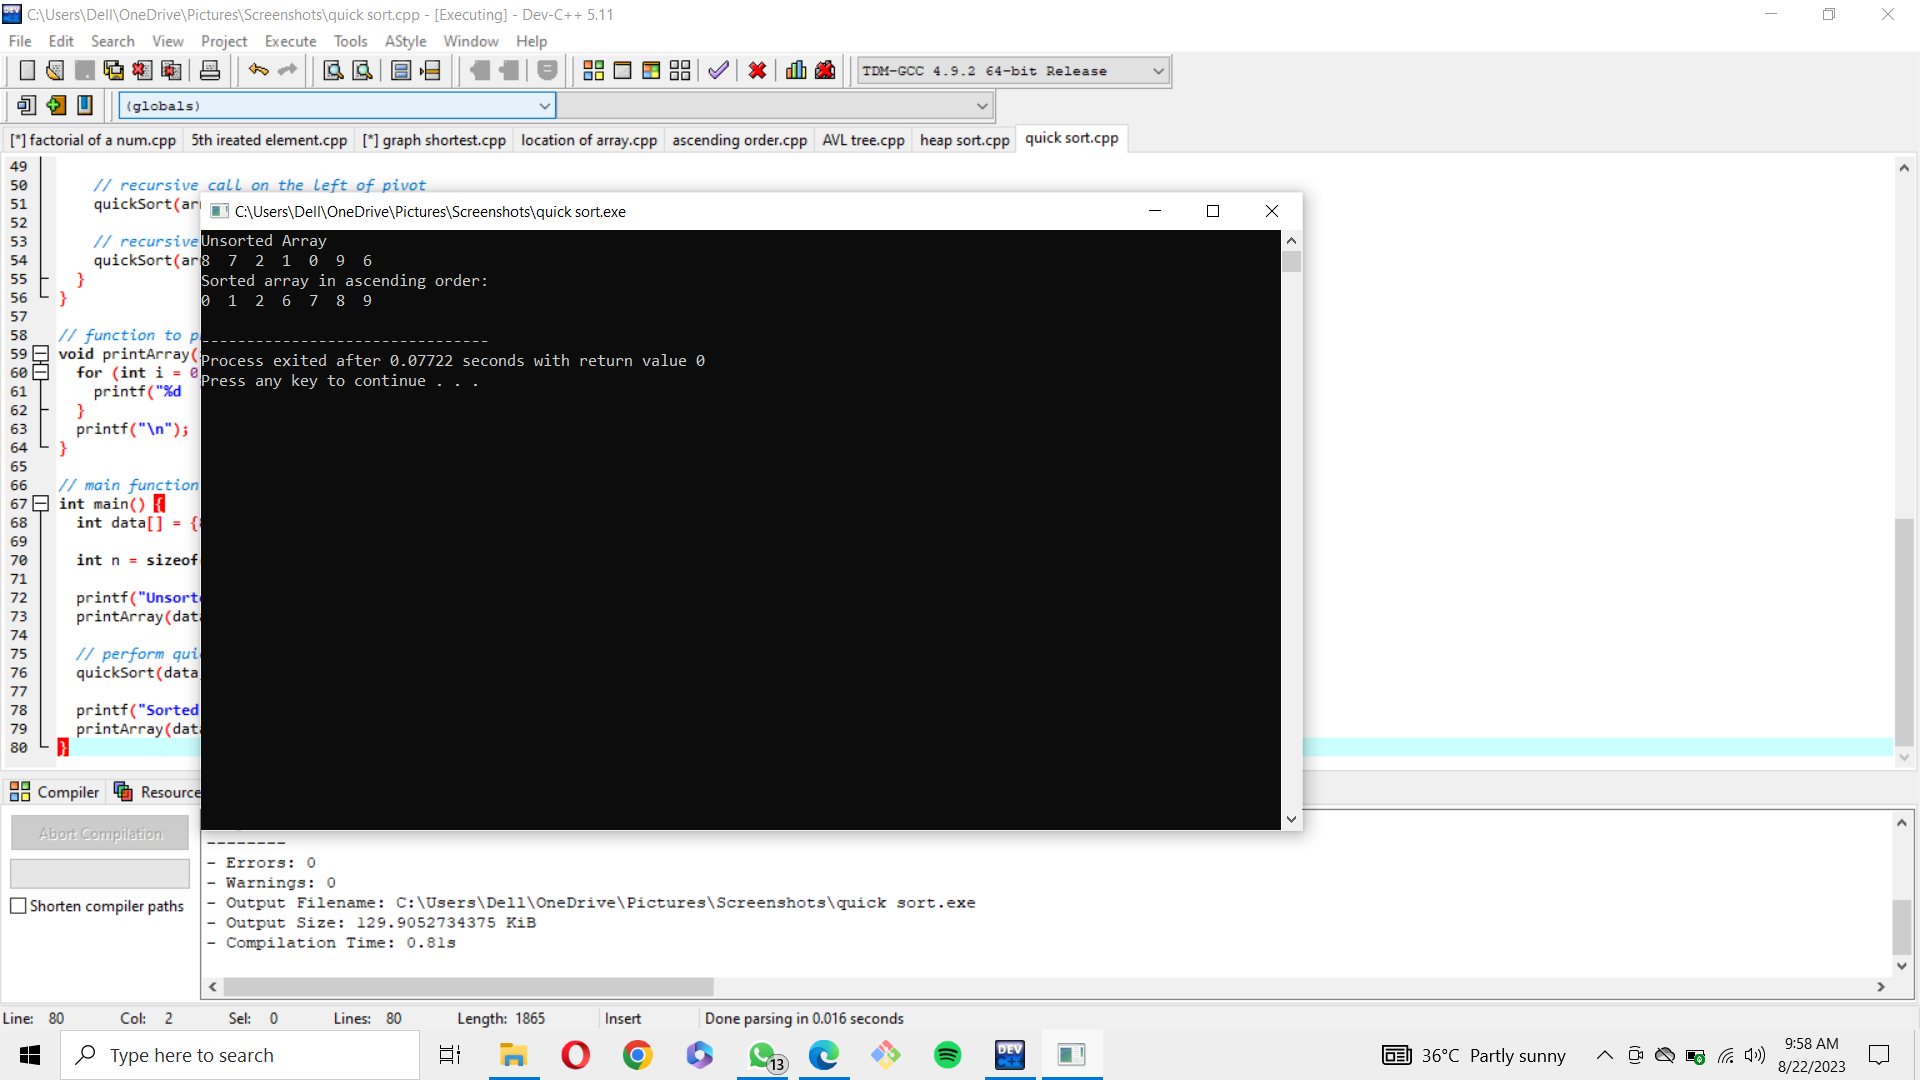 C:\Users\Dell\OneDrive\Pictures\Screenshots\quick sort.cpp - [Executing] - Dev-C++ 5.11
File Edit Search View Project Execute Tools AStyle Window Help
TDM-GCC 4.9.2 64-bit Release
(globals)
[*] factorial of a num.cpp 5th ireated element.cpp [*] graph shortest.cpp location of array.cpp ascending order.cpp AVL tree.cpp heap sort.cpp quick sort.cpp
49
50 // recursive call on the left of pivot
51 quickSort(ar
52
53 // recursive
54 quickSort(ar
55 }
56 }
57
58 // function to p
59 void printArray(
60 for (int i = 0
61 printf("%d
62 }
63 printf("\n");
64 }
65
66 // main function
67 int main() {
68 int data[] = {
69
70 int n = sizeof
71
72 printf("Unsort
73 printArray(dat
74
75 // perform qui
76 quickSort(data
77
78 printf("Sorted
79 printArray(dat
80 }
C:\Users\Dell\OneDrive\Pictures\Screenshots\quick sort.exe
Unsorted Array
8 7 2 1 0 9 6
Sorted array in ascending order:
0 1 2 6 7 8 9
--------------------------------
Process exited after 0.07722 seconds with return value 0
Press any key to continue . . .
Compiler Resource
Abort Compilation
Shorten compiler paths
--------
- Errors: 0
- Warnings: 0
- Output Filename: C:\Users\Dell\OneDrive\Pictures\Screenshots\quick sort.exe
- Output Size: 129.9052734375 KiB
- Compilation Time: 0.81s
Line: 80 Col: 2 Sel: 0 Lines: 80 Length: 1865 Insert Done parsing in 0.016 seconds
Type here to search
13
DEV C++
36°C Partly sunny
9:58 AM
8/22/2023